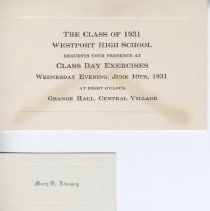 The Class of 1931
Westport High School
requests your presence at
Class Day Exercises
Wednesday Evening, June 10th, 1931
at eight o'clock
Grange Hall, Central Village
Mary B.